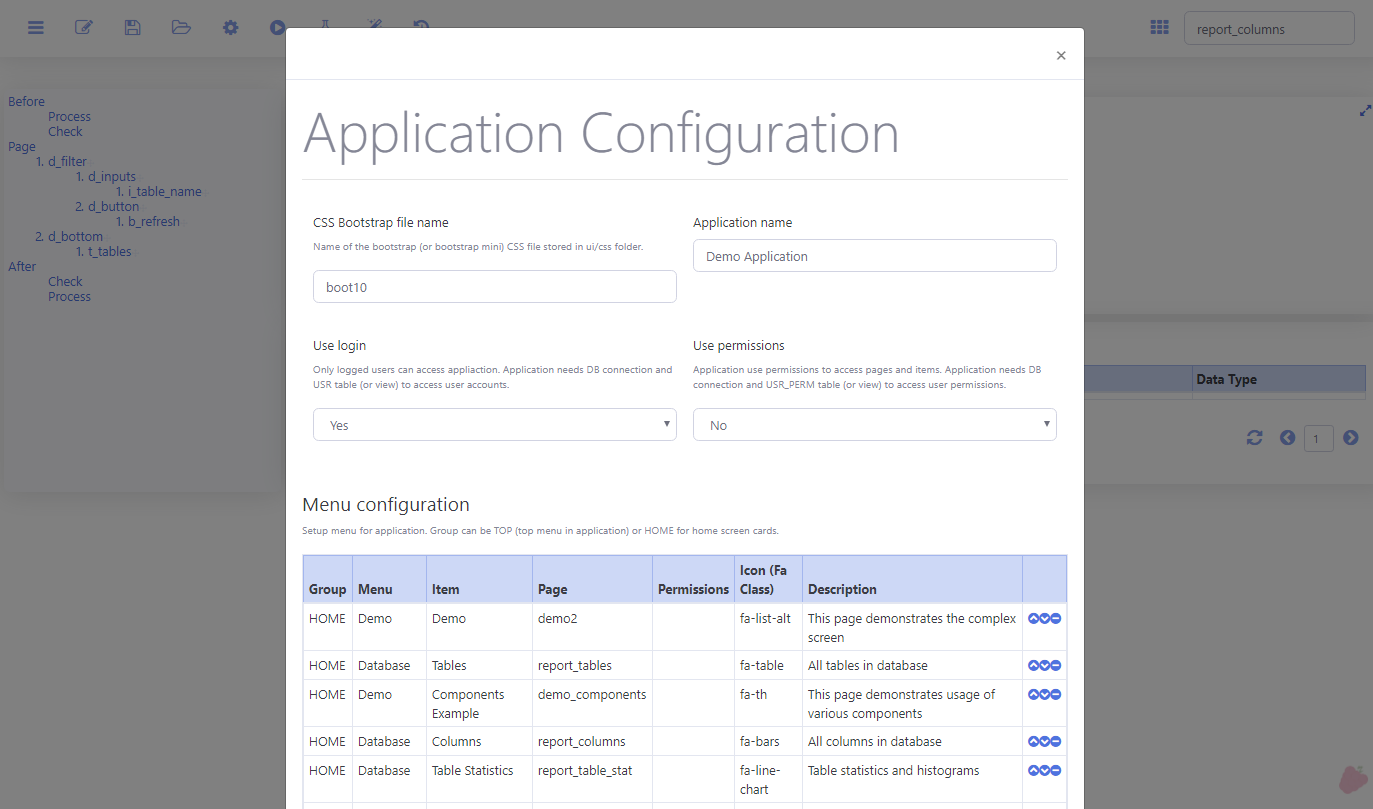 report_columns
×
Before
Process
Check
Page
1. d_filter
1. d_inputs
1. i_table_name
2. d_button
1. b_refresh
2. d_bottom
1. t_tables
After
Check
Process
Application Configuration
CSS Bootstrap file name
Name of the bootstrap (or bootstrap mini) CSS file stored in ui/css folder.
boot10
Application name
Demo Application
Use login
Only logged users can access appliaction. Application needs DB connection and
USR table (or view) to access user accounts.
Yes
Use permissions
Application use permissions to access pages and items. Application needs DB
connection and USR_PERM table (or view) to access user permissions.
No
Data Type
1
Menu configuration
Setup menu for application. Group can be TOP (top menu in application) or HOME for home screen cards.
Group Menu Item Page Permissions Icon (Fa Class) Description
HOME Demo Demo demo2 fa-list-alt This page demonstrates the complex
screen
HOME Database Tables report_tables fa-table All tables in database
HOME Demo Components Example demo_components fa-th This page demonstrates usage of
various components
HOME Database Columns report_columns fa-bars All columns in database
HOME Database Table Statistics report_table_stat fa-line-chart Table statistics and histograms